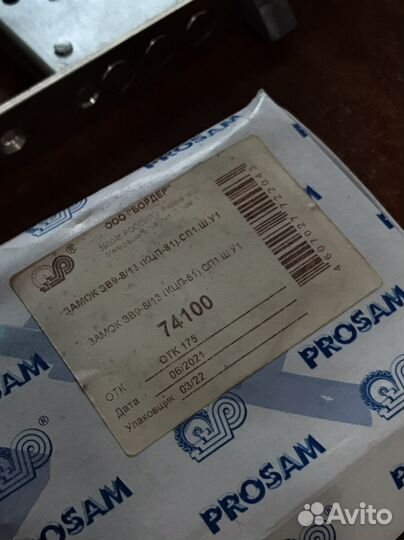 ООО "БОРДЕР"
ЗАМОК ЗВ9-8/13 (КЦП-81)-СП1.Ш.У1
ЗАМОК ЗВ9-8/13 (КЦП-81) СП1.Ш.У1
74100
ОТК ОТК 175
Дата 06/2021
Упаковщик 03/22
PROSAM
PROSAM
PROSAM
PROSAM
Avito